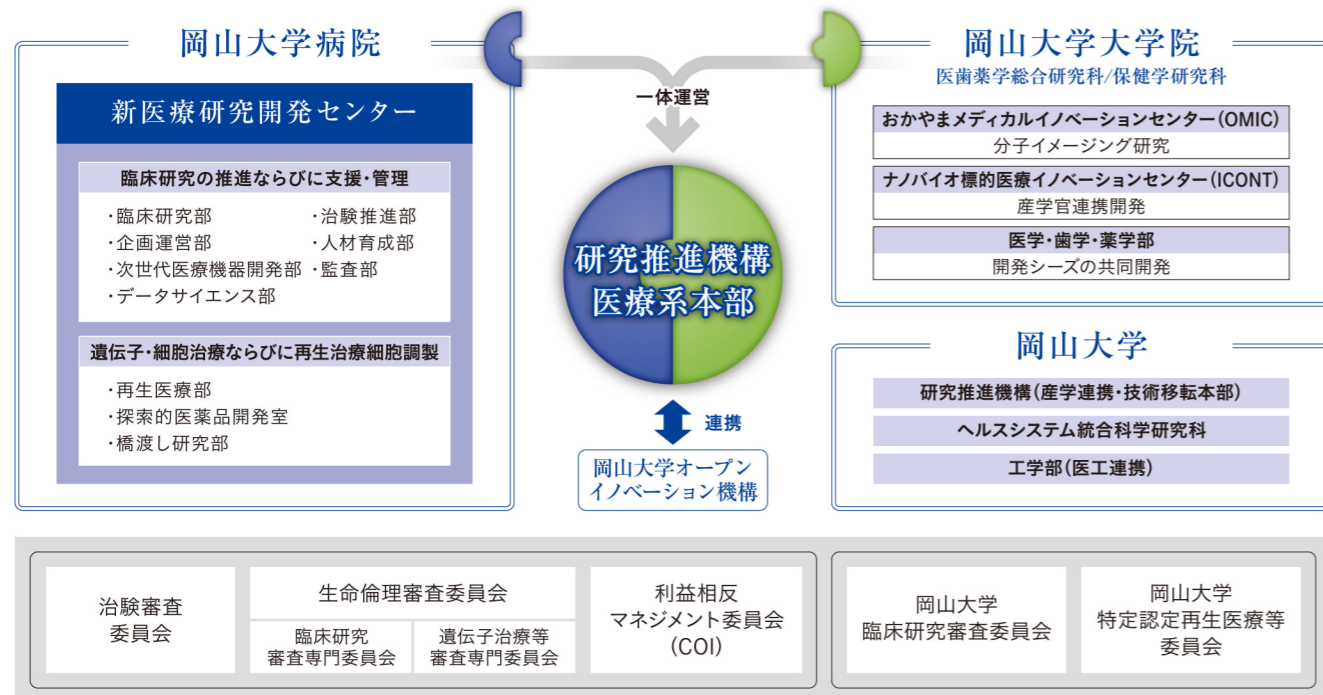 岡山大学病院
新医療研究開発センター
臨床研究の推進ならびに支援・管理
・臨床研究部
・治験推進部
・企画運営部
・人材育成部
・次世代医療機器開発部
・監査部
・データサイエンス部
遺伝子・細胞治療ならびに再生治療細胞調製
・再生医療部
・探索的医薬品開発室
・橋渡し研究部
一体運営
研究推進機構
医療系本部
連携
岡山大学オープン
イノベーション機構
岡山大学大学院
医歯薬学総合研究科/保健学研究科
おかやまメディカルイノベーションセンター(OMIC)
分子イメージング研究
ナノバイオ標的医療イノベーションセンター(ICONT)
産学官連携開発
医学・歯学・薬学部
開発シーズの共同開発
岡山大学
研究推進機構(産学連携・技術移転本部)
ヘルスシステム統合科学研究科
工学部(医工連携)
治験審査
委員会
生命倫理審査委員会
臨床研究
審査専門委員会
遺伝子治療等
審査専門委員会
利益相反
マネジメント委員会
(COI)
岡山大学
臨床研究審査委員会
岡山大学
特定認定再生医療等
委員会